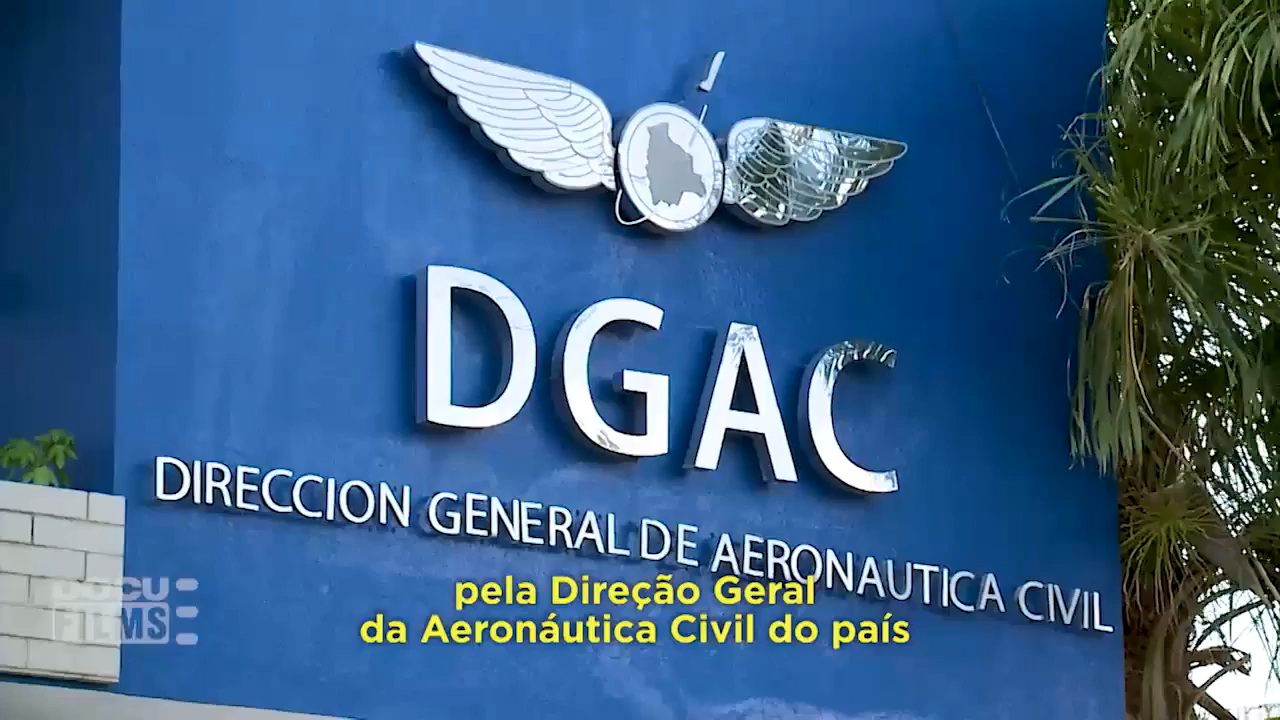 DGAC
DIRECCION GENERAL DE AERONAUTICA CIVIL
pela Direção Geral
da Aeronáutica Civil do país
DOCU
FILMS